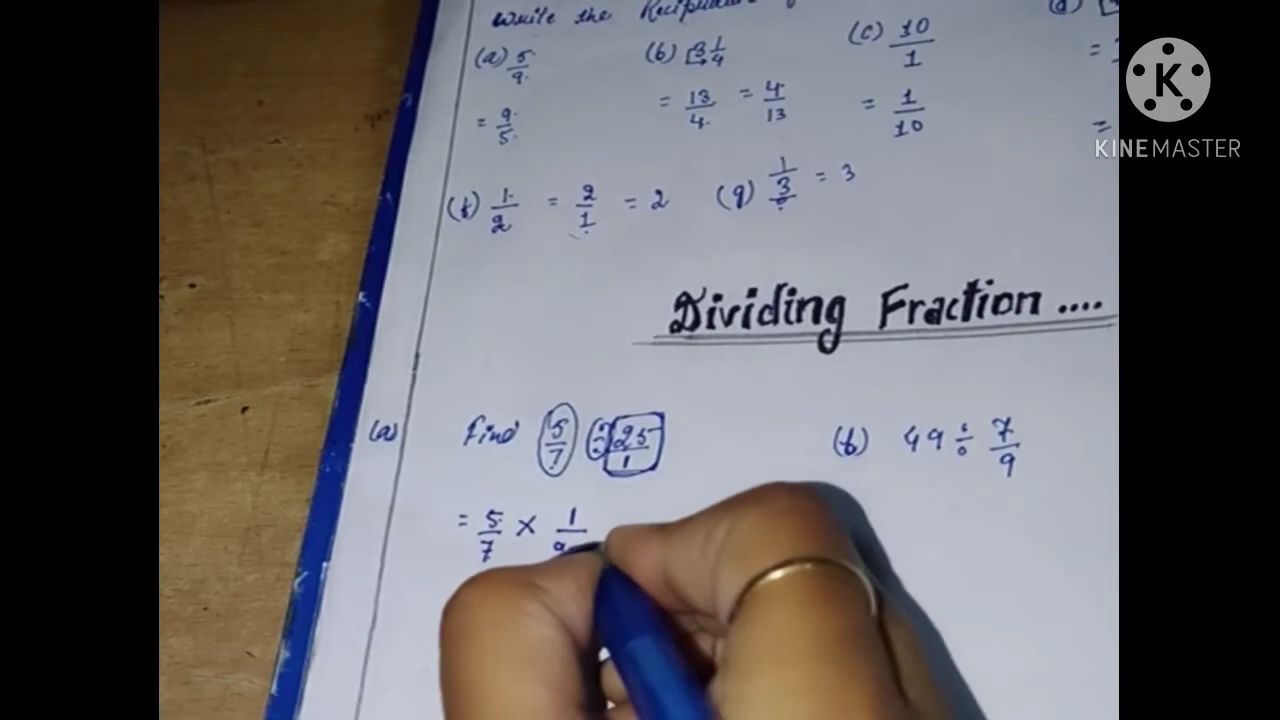 Write the
(a) 5/9 (b) 3 1/4 (c) 10/1 (d)
= 9/5 = 13/4 = 4/13 = 1/10
(f) 1/2 = 2/1 = 2 (g) 1/3 = 3
Dividing Fraction ....
(a) Find 5/7 ÷ 25/1 (b) 49 ÷ 7/9
= 5/7 × 1/
K
KINEMASTER